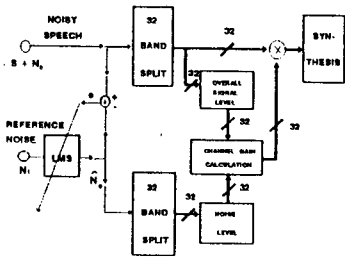 NOISY
SPEECH
S + N₀
32
BAND
SPLIT
32
32
X
SYN-
THESIS
OVERALL
SIGNAL
LEVEL
32
32
CHANNEL GAIN
CALCULATION
REFERENCE
NOISE
N₁
LMS
+
32
BAND
SPLIT
32
32
NOISE
LEVEL